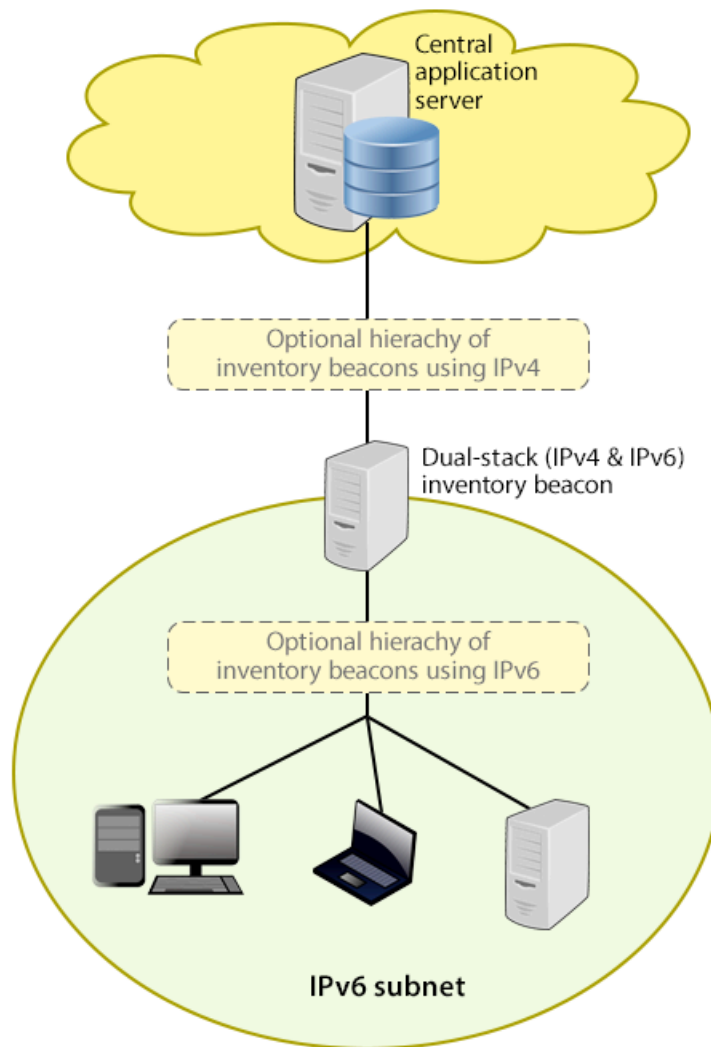 Central
application
server
Optional hierachy of
inventory beacons using IPv4
Dual-stack (IPv4 & IPv6)
inventory beacon
Optional hierachy of
inventory beacons using IPv6
IPv6 subnet